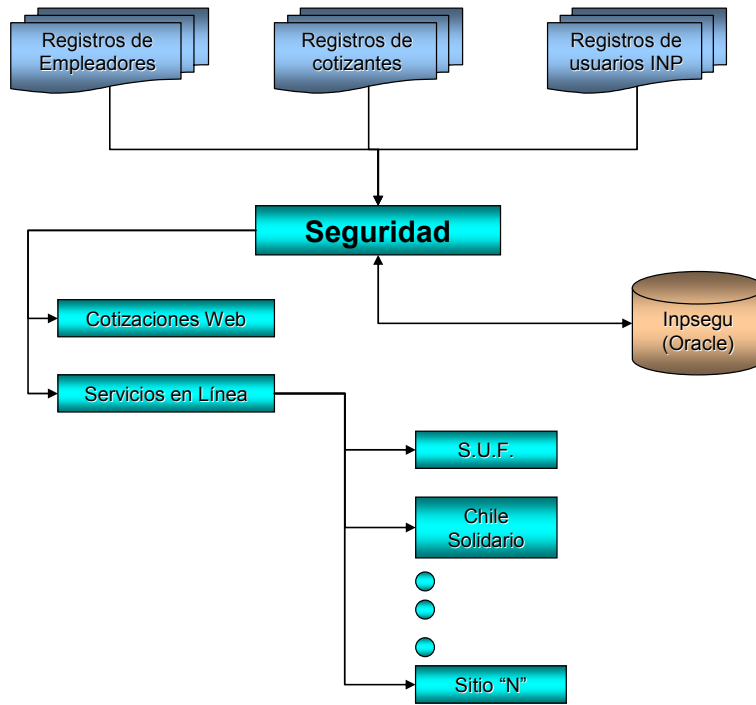 Registros de
Empleadores
Registros de
cotizantes
Registros de
usuarios INP
Seguridad
Cotizaciones Web
Inpsegu
(Oracle)
Servicios en Línea
S.U.F.
Chile
Solidario
Sitio “N”